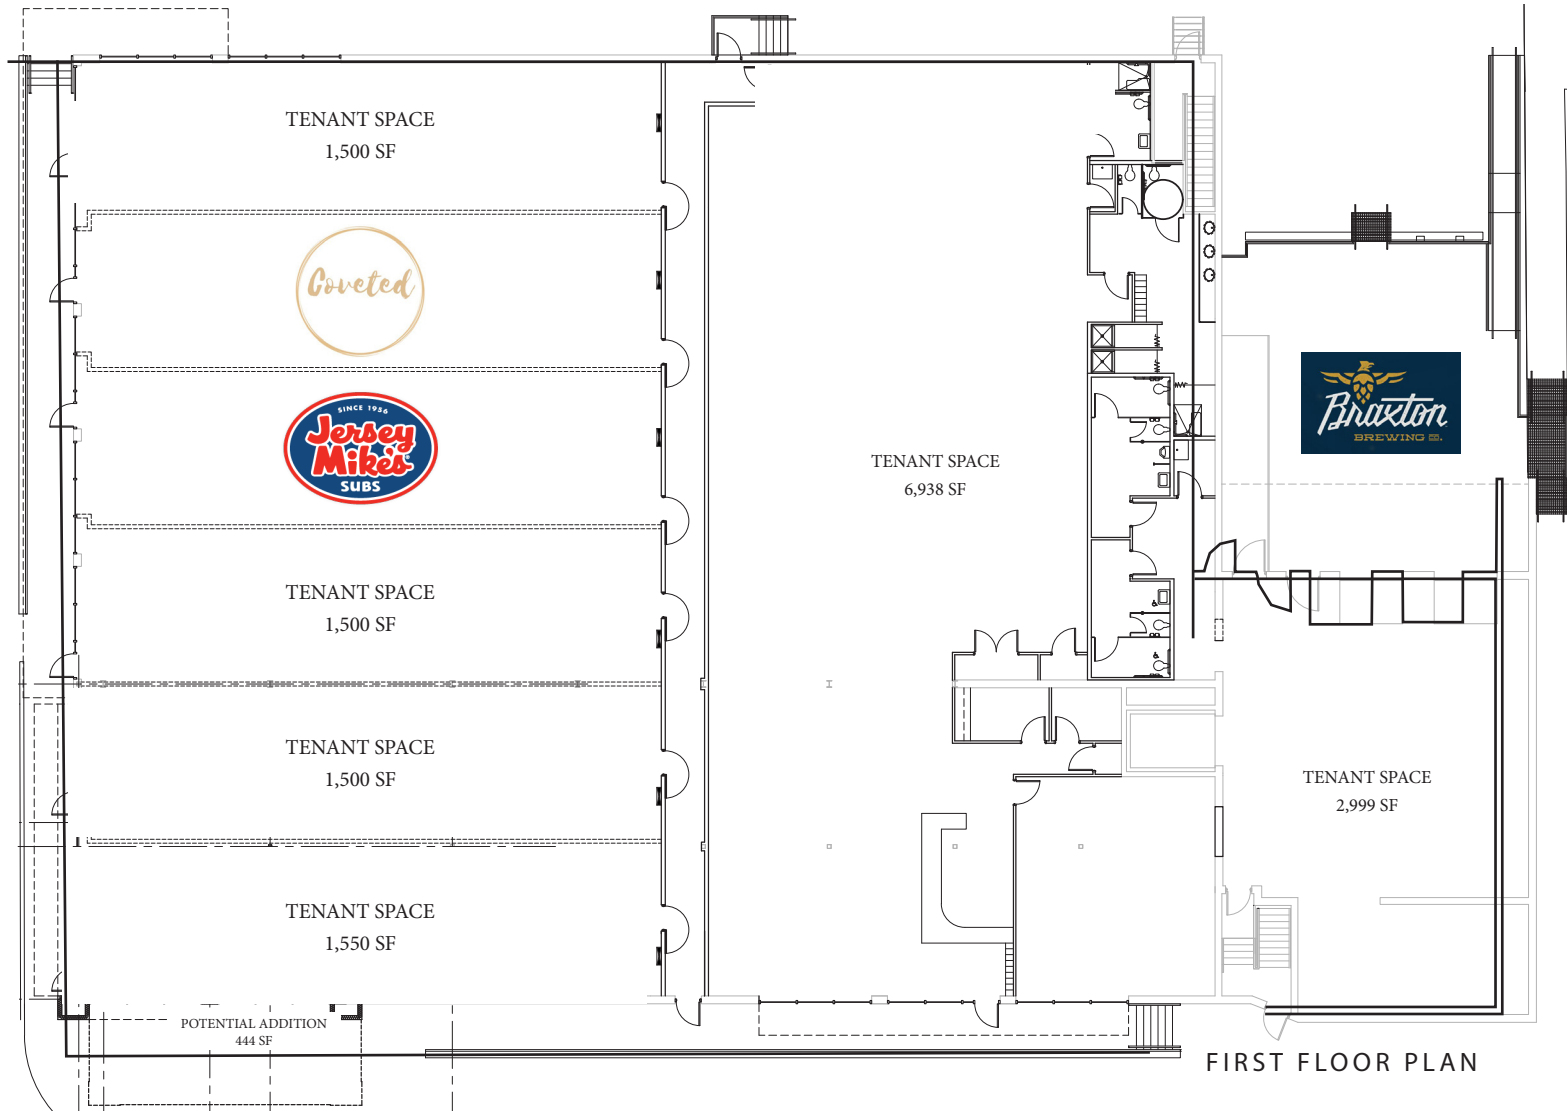 TENANT SPACE
1,500 SF
Coveted
SINCE 1956
Jersey
Mike's
SUBS
TENANT SPACE
6,938 SF
Braxton
BREWING
TENANT SPACE
1,500 SF
TENANT SPACE
1,500 SF
TENANT SPACE
2,999 SF
TENANT SPACE
1,550 SF
POTENTIAL ADDITION
444 SF
FIRST FLOOR PLAN